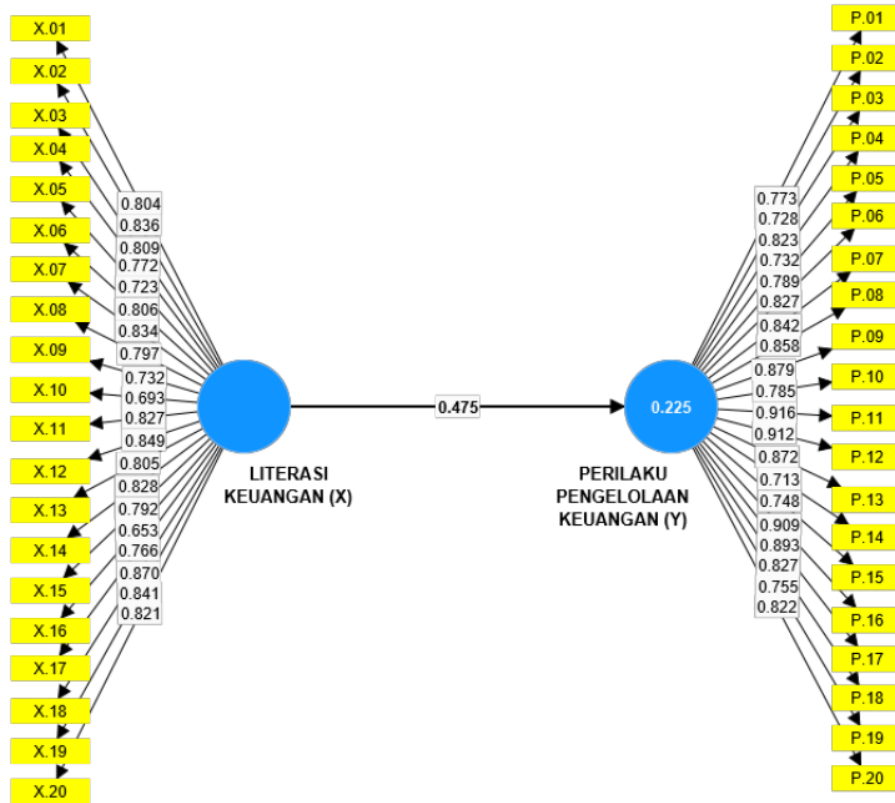 X.01
X.02
X.03
X.04
X.05
X.06
X.07
X.08
X.09
X.10
X.11
X.12
X.13
X.14
X.15
X.16
X.17
X.18
X.19
X.20
0.804
0.836
0.809
0.772
0.723
0.806
0.834
0.797
0.732
0.693
0.827
0.849
0.805
0.828
0.792
0.653
0.766
0.870
0.841
0.821
LITERASI
KEUANGAN (X)
0.475
0.225
PERILAKU
PENGELOLAAN
KEUANGAN (Y)
0.773
0.728
0.823
0.732
0.789
0.827
0.842
0.858
0.879
0.785
0.916
0.912
0.872
0.713
0.748
0.909
0.893
0.827
0.755
0.822
P.01
P.02
P.03
P.04
P.05
P.06
P.07
P.08
P.09
P.10
P.11
P.12
P.13
P.14
P.15
P.16
P.17
P.18
P.19
P.20